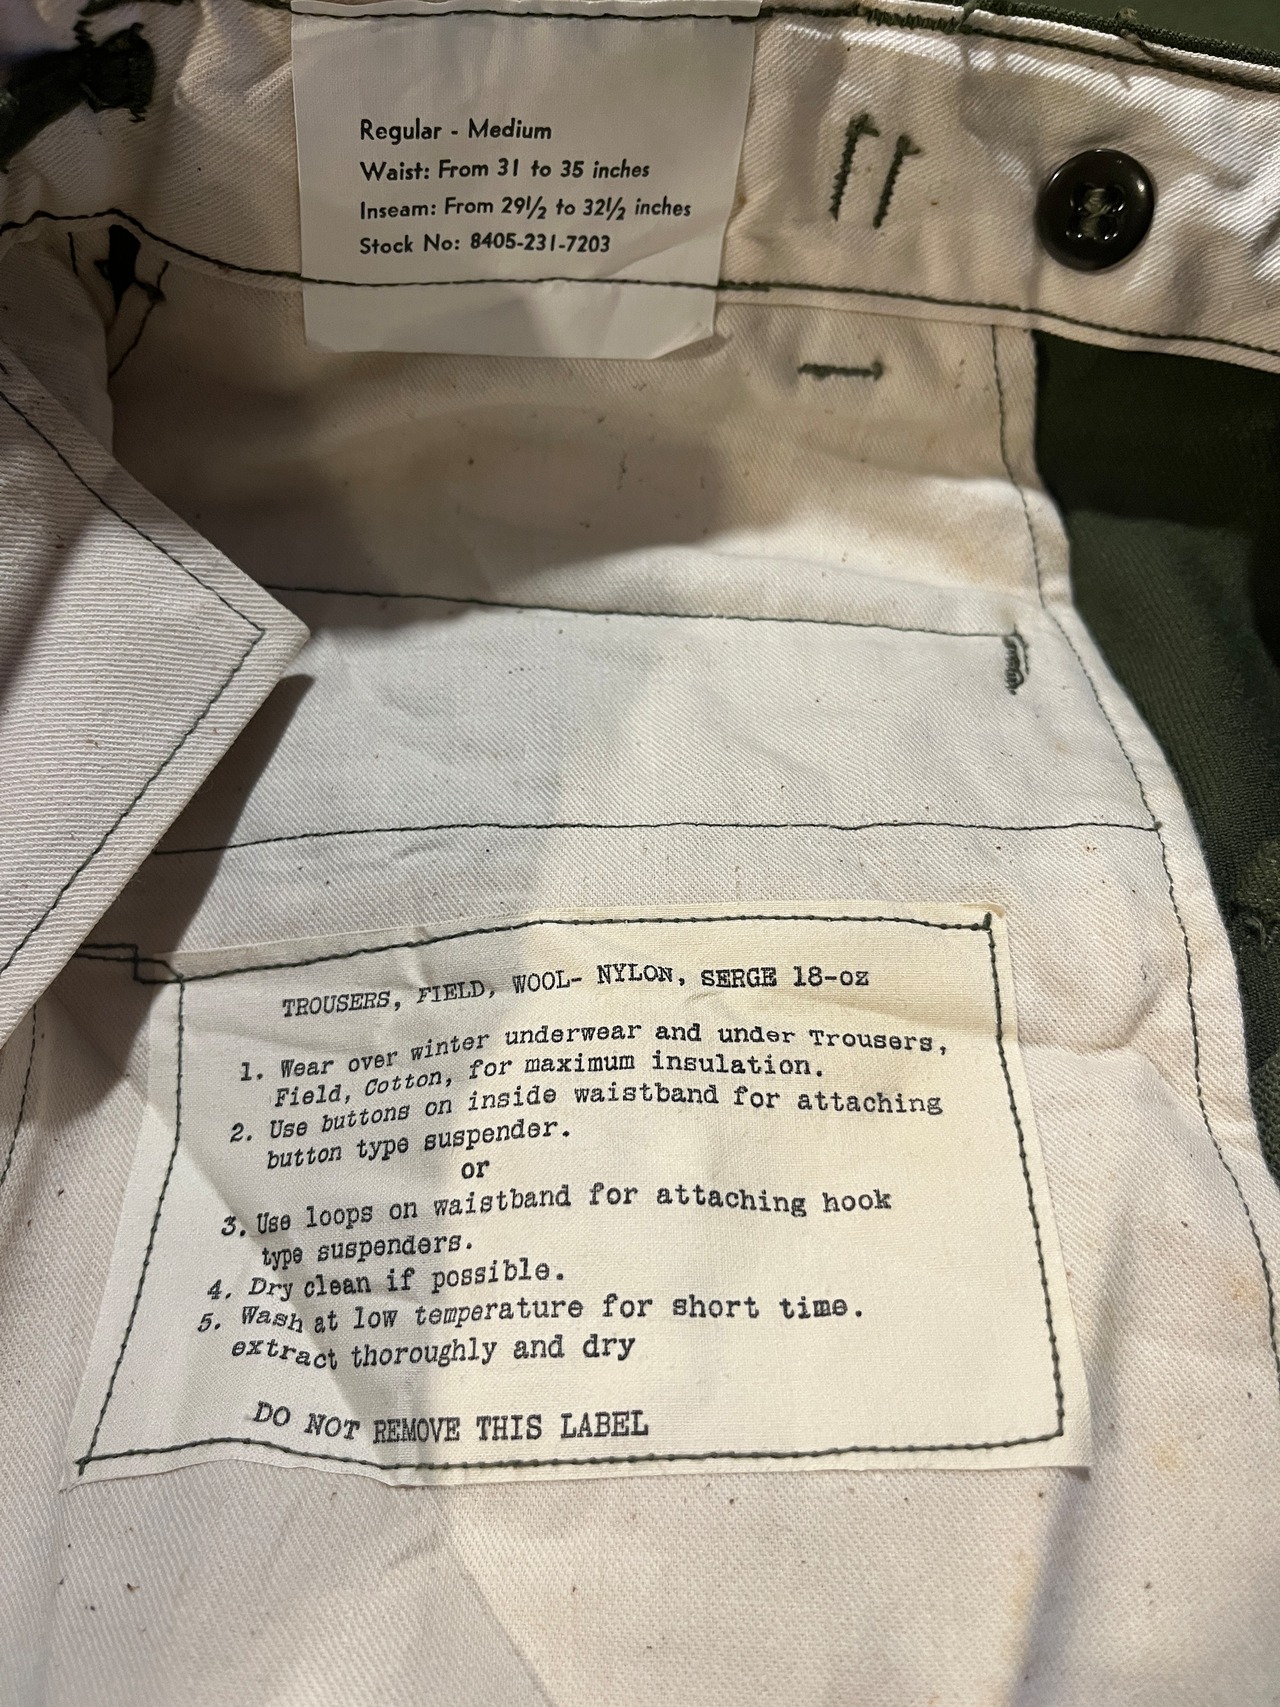 Regular - Medium
Waist: From 31 to 35 inches
Inseam: From 29½ to 32½ inches
Stock No: 8405-231-7203
TROUSERS, FIELD, WOOL- NYLON, SERGE 18-oz
1. Wear over winter underwear and under Trousers,
Field, Cotton, for maximum insulation.
2. Use buttons on inside waistband for attaching
button type suspender.
or
3. Use loops on waistband for attaching hook
type suspenders.
4. Dry clean if possible.
5. Wash at low temperature for short time.
extract thoroughly and dry
DO NOT REMOVE THIS LABEL